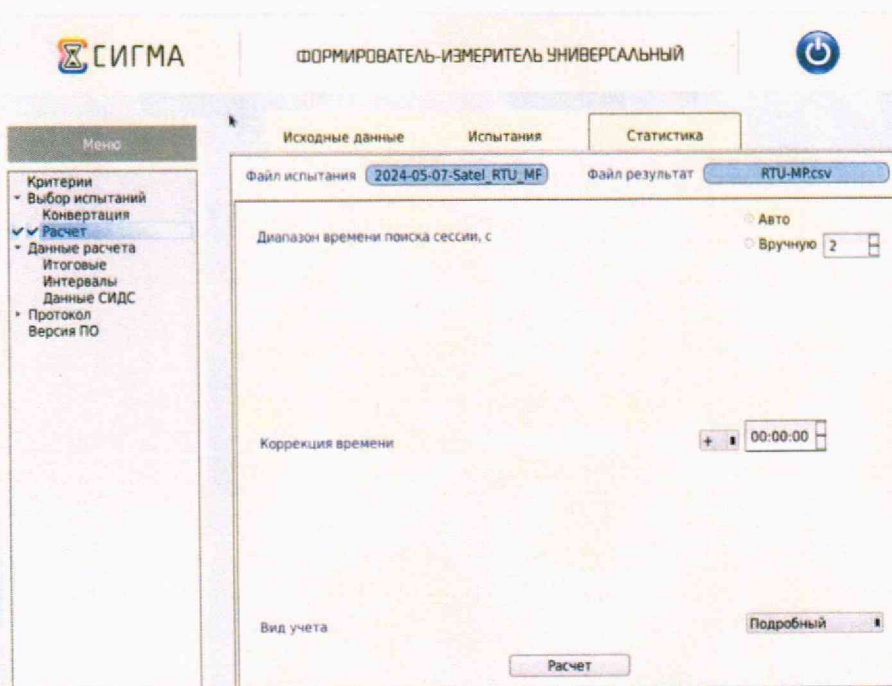 СИГМА
ФОРМИРОВАТЕЛЬ-ИЗМЕРИТЕЛЬ УНИВЕРСАЛЬНЫЙ
Меню
Критерии
Выбор испытаний
Конвертация
Расчет
Данные расчета
Итоговые
Интервалы
Данные СИДС
Протокол
Версия ПО
Исходные данные Испытания Статистика
Файл испытания 2024-05-07-Satel_RTU_MF Файл результат RTU-MP.csv
Диапазон времени поиска сессии, с
Авто
Вручную 2
Коррекция времени + 00:00:00
Вид учета Подробный
Расчет